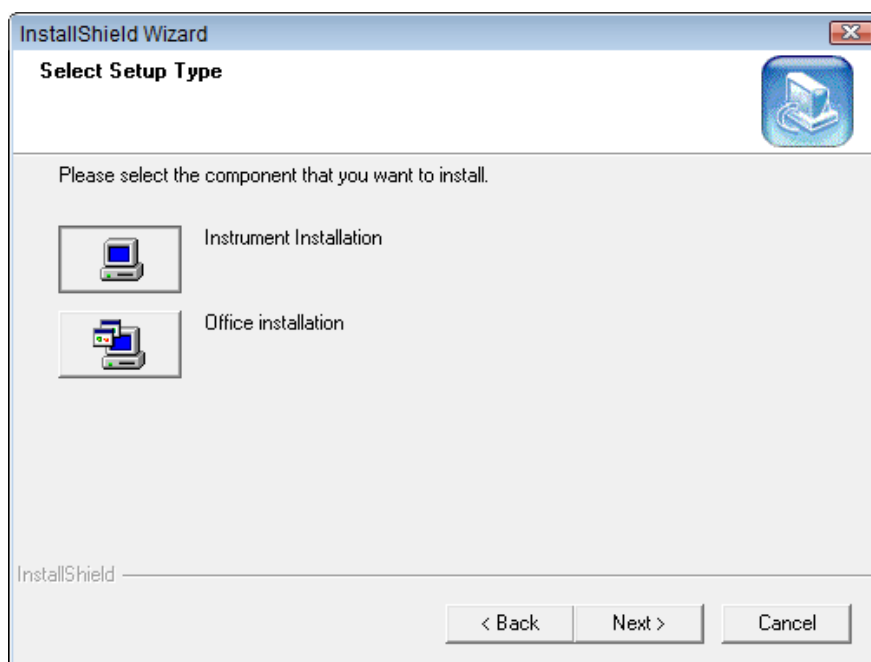 InstallShield Wizard
Select Setup Type
Please select the component that you want to install.
Instrument Installation
Office installation
InstallShield
< Back
Next >
Cancel